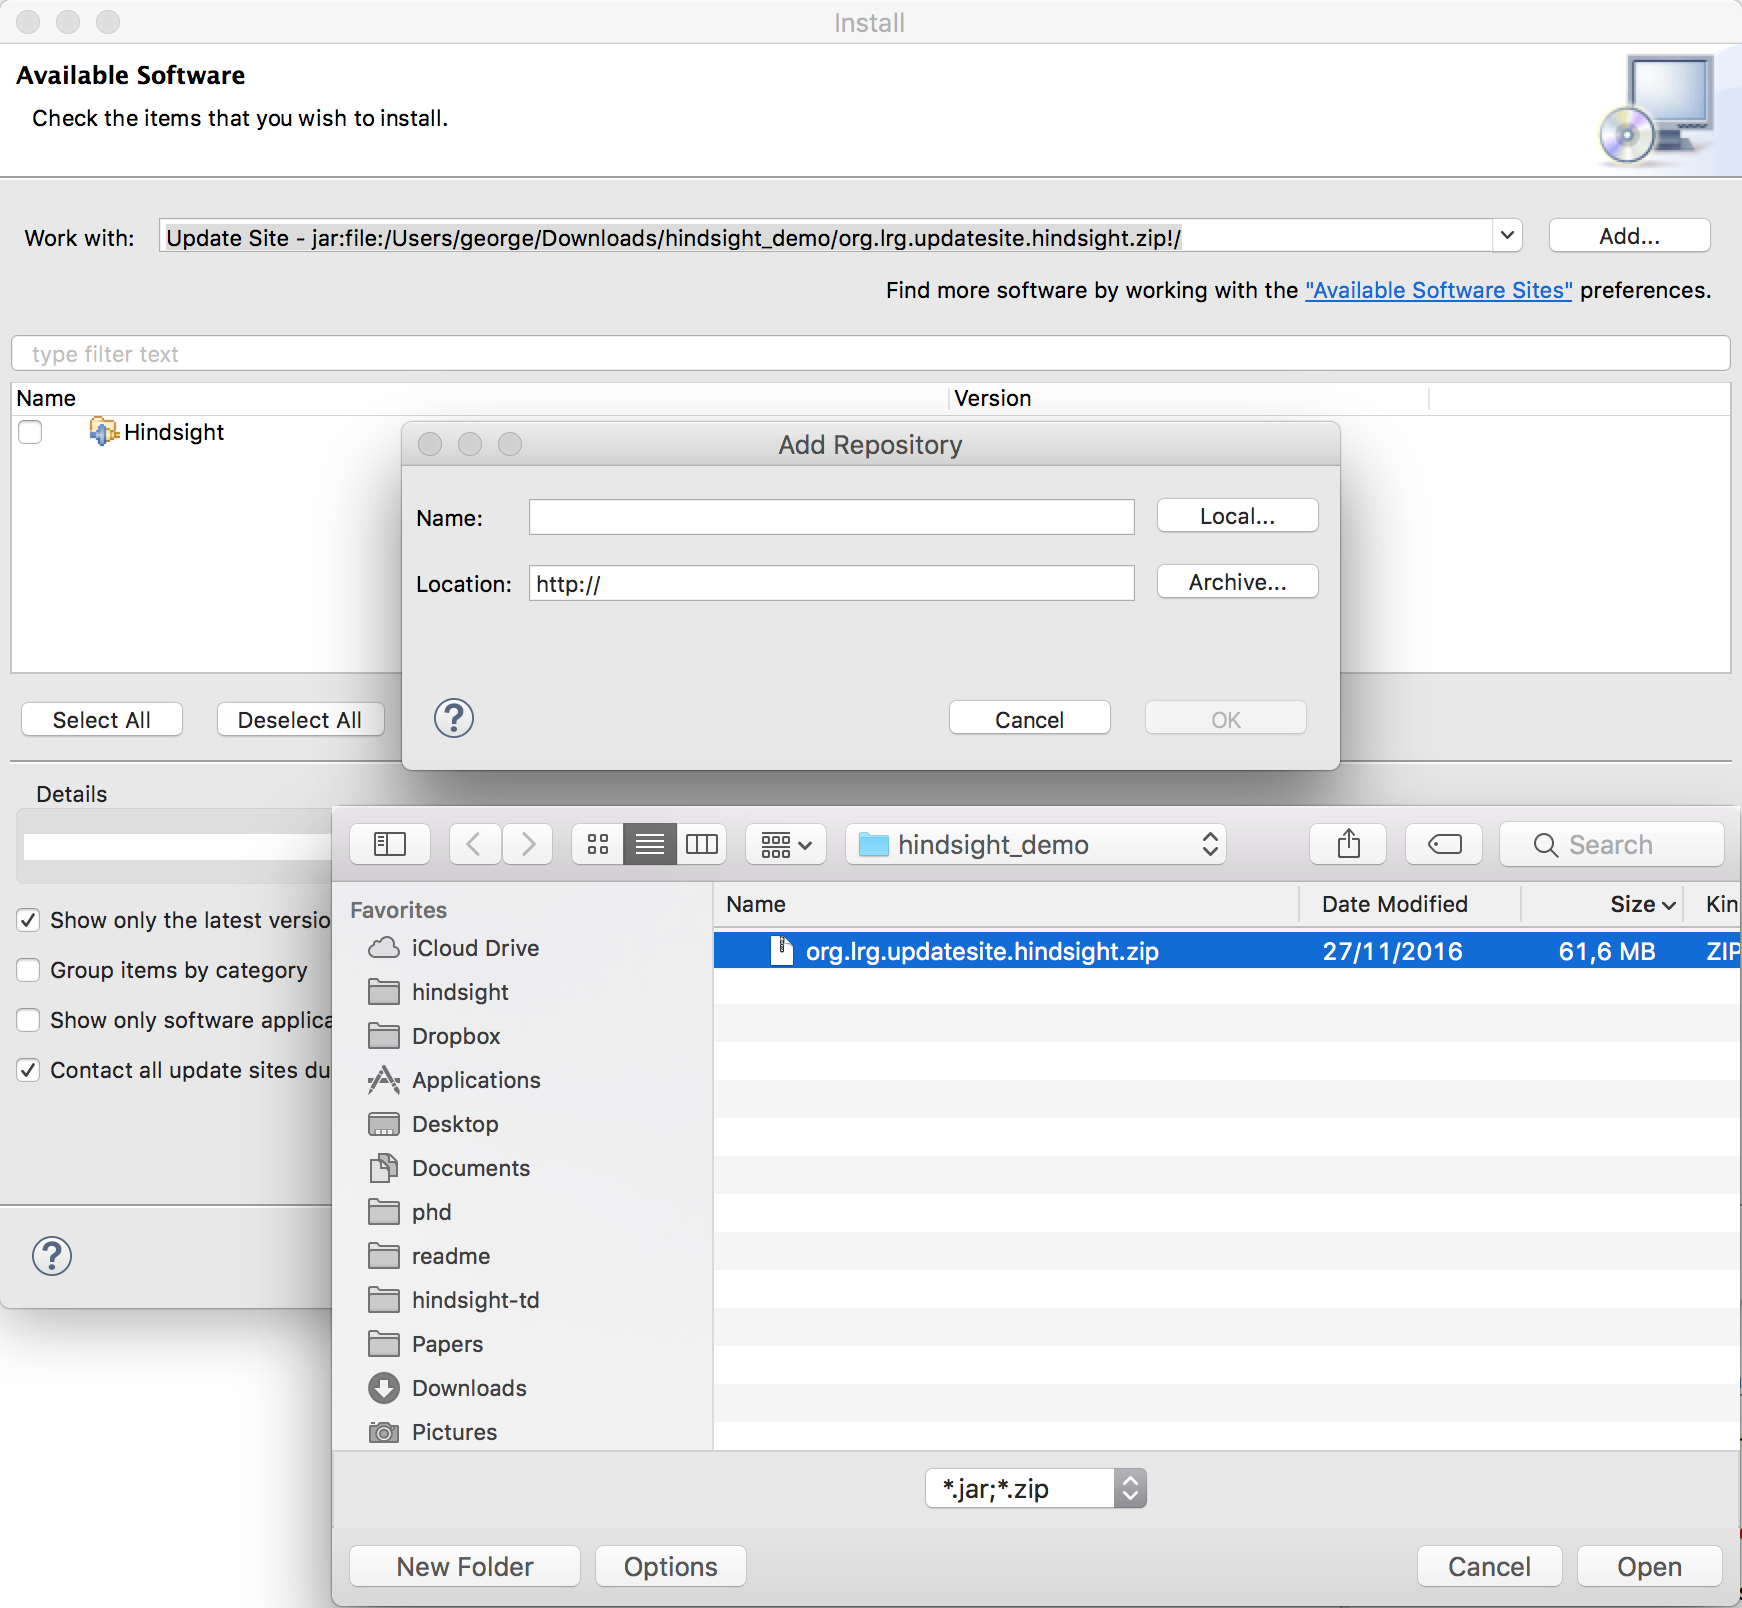 Install
Available Software
Check the items that you wish to install.
Work with: Update Site - jar:file:/Users/george/Downloads/hindsight_demo/org.lrg.updatesite.hindsight.zip!/ Add...
Find more software by working with the "Available Software Sites" preferences.
type filter text
Name Version
Hindsight
Add Repository
Name: Local...
Location: http:// Archive...
? Cancel OK
Select All Deselect All
Details
Show only the latest versio
Group items by category
Show only software applica
Contact all update sites du
?
hindsight_demo Search
Favorites
iCloud Drive
hindsight
Dropbox
Applications
Desktop
Documents
phd
readme
hindsight-td
Papers
Downloads
Pictures
Name Date Modified Size Kin
org.lrg.updatesite.hindsight.zip 27/11/2016 61,6 MB ZIP
*.jar;*.zip
New Folder Options Cancel Open